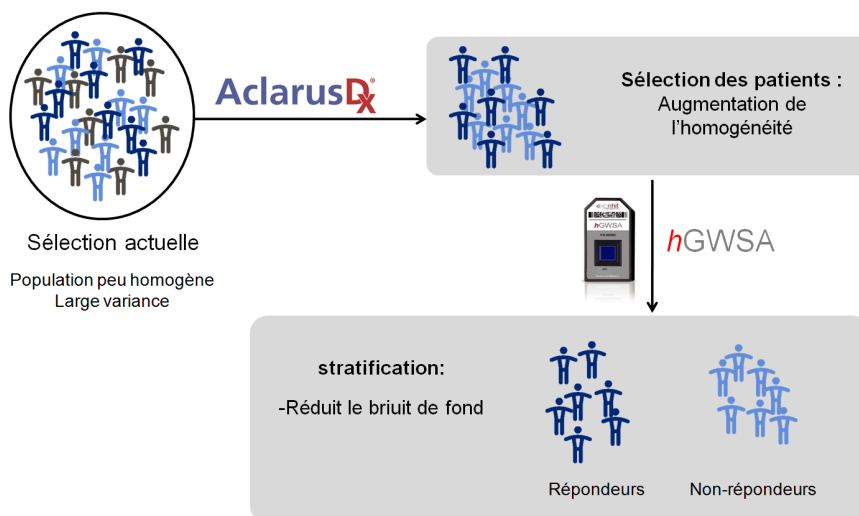 AclarusDx®
Sélection des patients :
Augmentation de
l'homogénéité
Sélection actuelle
Population peu homogène
Large variance
hGWSA
hGWSA
stratification:
-Réduit le briuit de fond
Répondeurs
Non-répondeurs